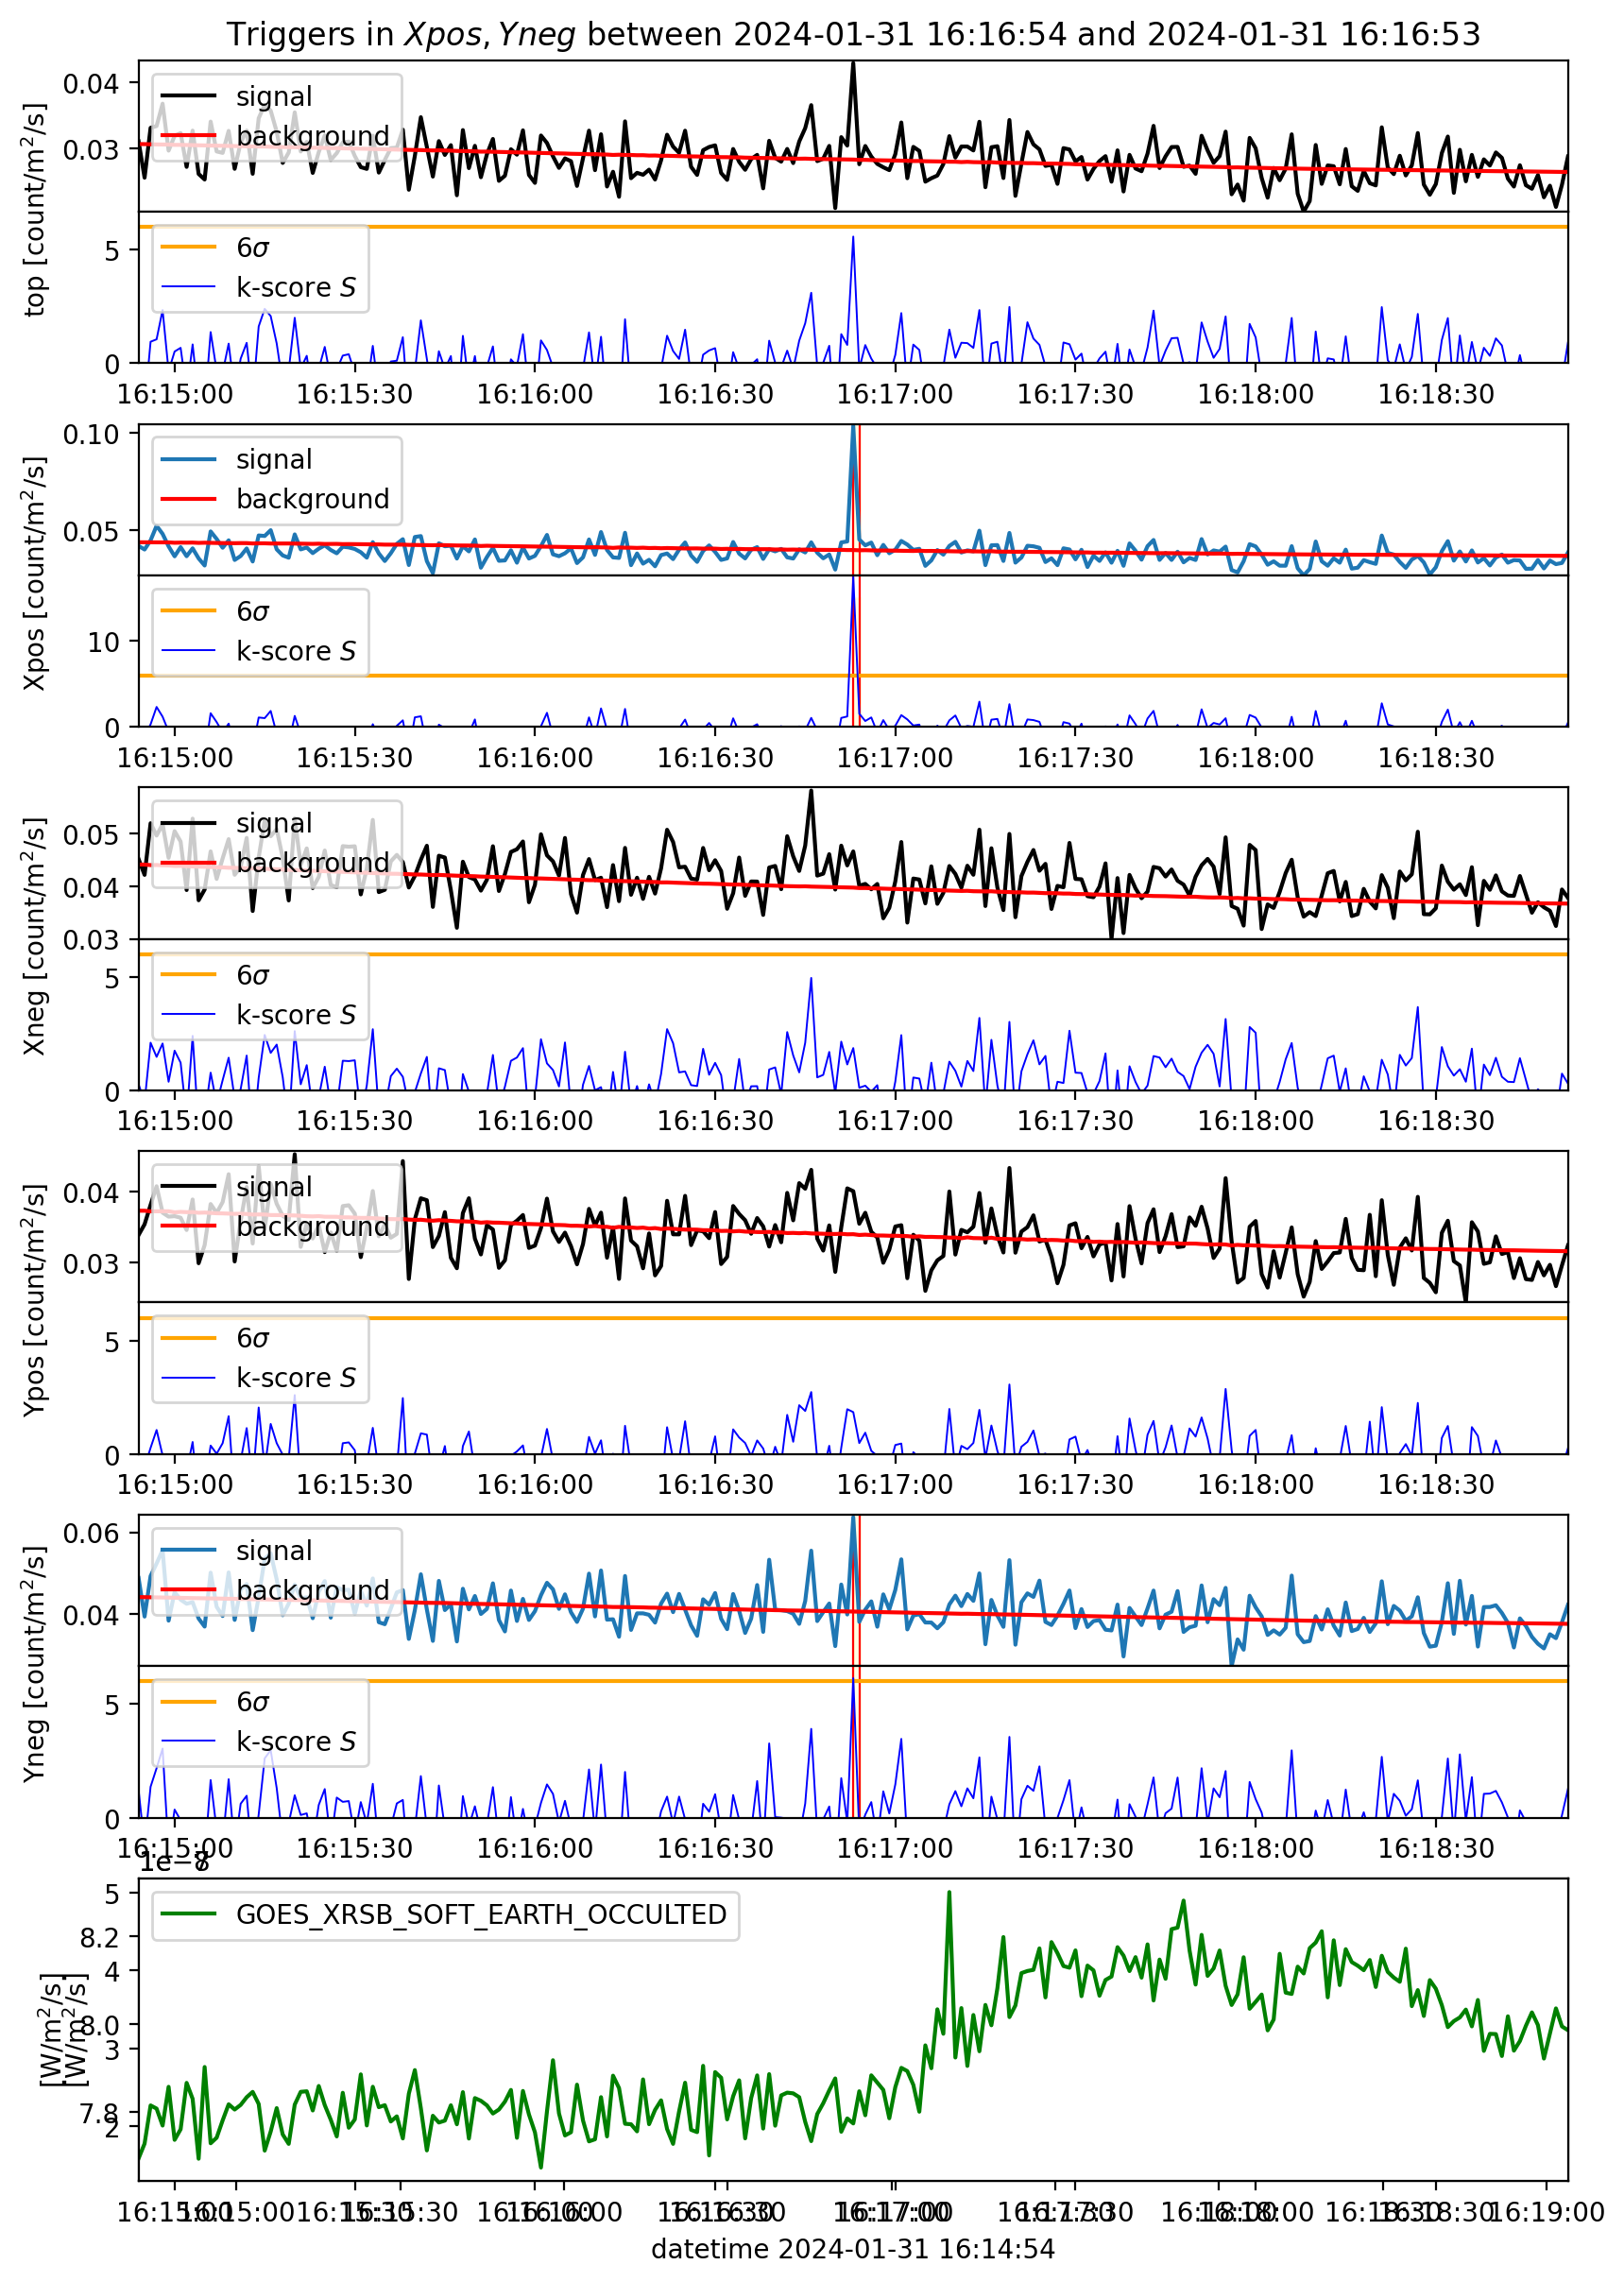 Triggers in Xpos, Yneg between 2024-01-31 16:16:54 and 2024-01-31 16:16:53
top [count/m²/s]
0.04
0.03
signal
background
5
0
6σ
k-score S
16:15:00 16:15:30 16:16:00 16:16:30 16:17:00 16:17:30 16:18:00 16:18:30
Xpos [count/m²/s]
0.10
0.05
signal
background
10
0
6σ
k-score S
16:15:00 16:15:30 16:16:00 16:16:30 16:17:00 16:17:30 16:18:00 16:18:30
Xneg [count/m²/s]
0.05
0.04
0.03
signal
background
5
0
6σ
k-score S
16:15:00 16:15:30 16:16:00 16:16:30 16:17:00 16:17:30 16:18:00 16:18:30
Ypos [count/m²/s]
0.04
0.03
signal
background
5
0
6σ
k-score S
16:15:00 16:15:30 16:16:00 16:16:30 16:17:00 16:17:30 16:18:00 16:18:30
Yneg [count/m²/s]
0.06
0.04
signal
background
5
0
6σ
k-score S
16:15:00 16:15:30 16:16:00 16:16:30 16:17:00 16:17:30 16:18:00 16:18:30
[W/m²/s]
[W/m²/s]
5
8.2
4
8.0
3
7.8
2
GOES_XRSB_SOFT_EARTH_OCCULTED
16:19:00
datetime 2024-01-31 16:14:54